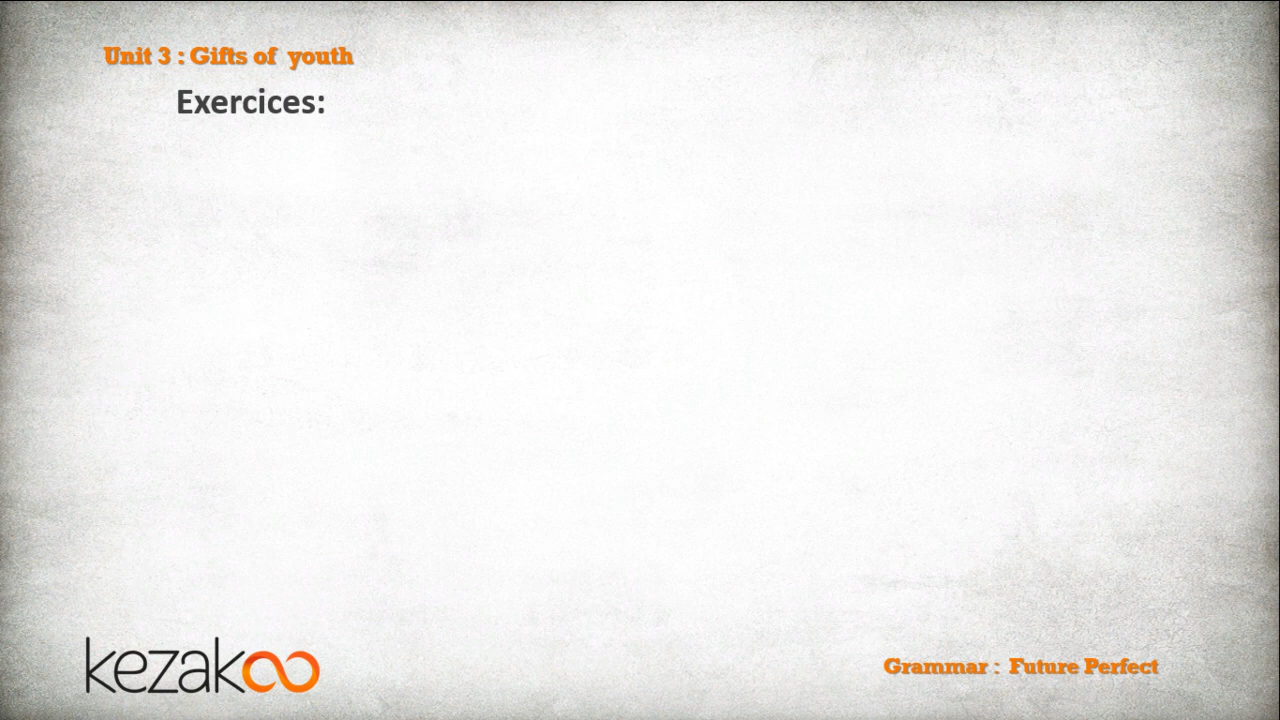 Unit 3 : Gifts of youth
Exercices:
kezakoo
Grammar : Future Perfect